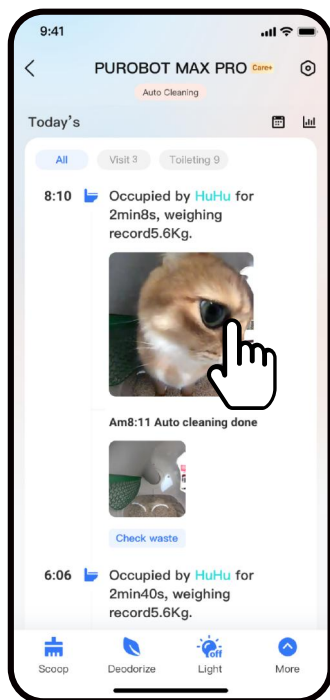 9:41
PUROBOT MAX PRO Care+
Auto Cleaning
Today's
All Visit 3 Toileting 9
8:10 Occupied by HuHu for
2min8s, weighing
record5.6Kg.
Am8:11 Auto cleaning done
Check waste
6:06 Occupied by HuHu for
2min40s, weighing
record5.6Kg.
off
Scoop Deodorize Light More